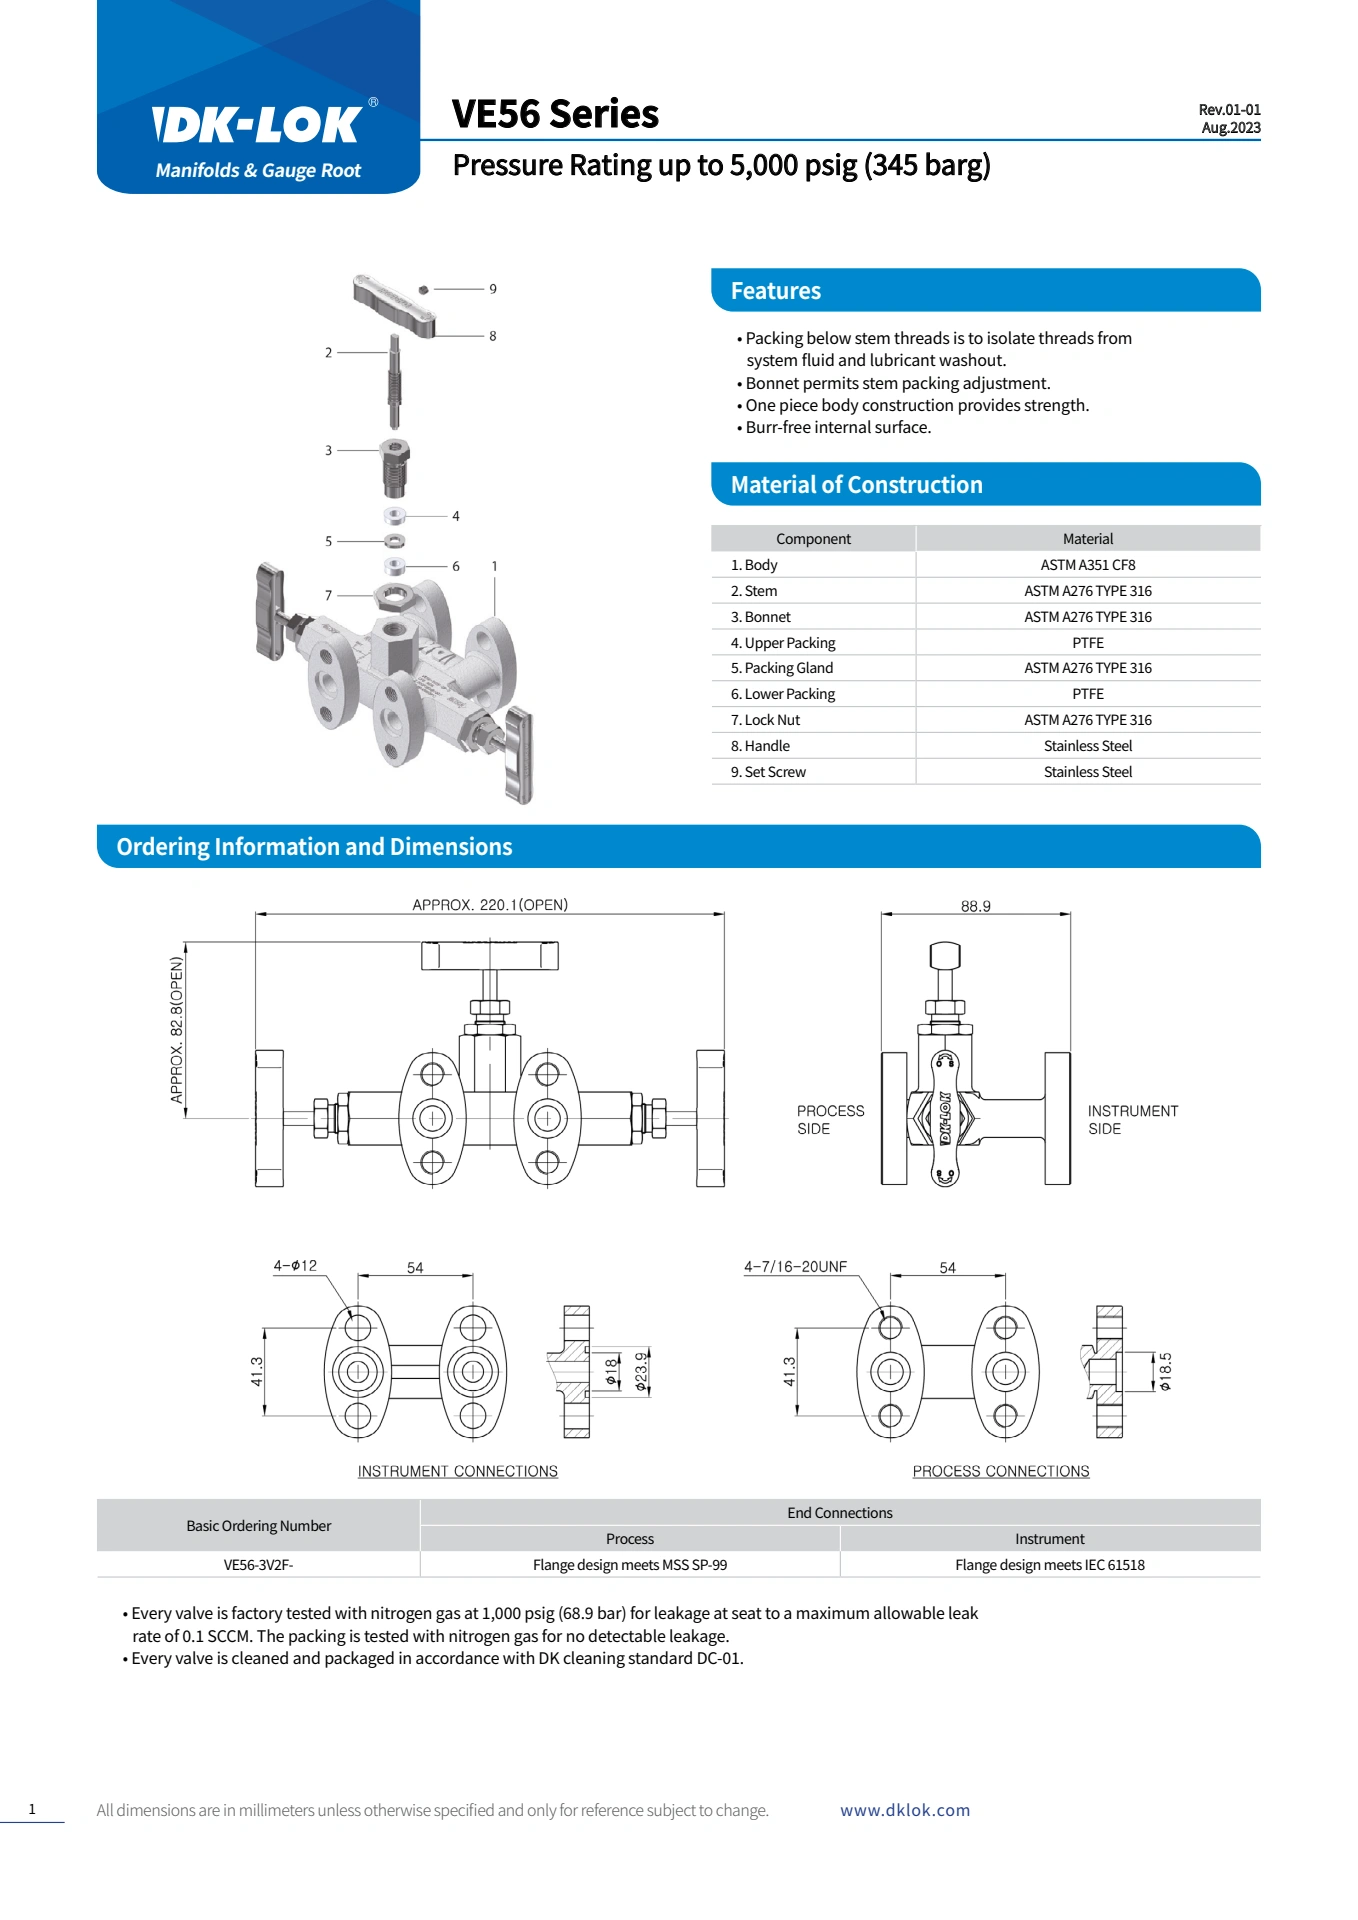 DK-LOK®
Manifolds & Gauge Root
VE56 Series
Rev.01-01
Aug.2023
Pressure Rating up to 5,000 psig (345 barg)
9
8
2
3
4
5
6
1
7
Features
• Packing below stem threads is to isolate threads from
system fluid and lubricant washout.
• Bonnet permits stem packing adjustment.
• One piece body construction provides strength.
• Burr-free internal surface.
Material of Construction
Component Material
1. Body ASTM A351 CF8
2. Stem ASTM A276 TYPE 316
3. Bonnet ASTM A276 TYPE 316
4. Upper Packing PTFE
5. Packing Gland ASTM A276 TYPE 316
6. Lower Packing PTFE
7. Lock Nut ASTM A276 TYPE 316
8. Handle Stainless Steel
9. Set Screw Stainless Steel
Ordering Information and Dimensions
APPROX. 220.1(OPEN)
APPROX. 82.8(OPEN)
88.9
PROCESS
SIDE
DK-LOK
INSTRUMENT
SIDE
4-ϕ12
54
41.3
ϕ18
ϕ23.9
INSTRUMENT CONNECTIONS
4-7/16-20UNF
54
41.3
ϕ18.5
PROCESS CONNECTIONS
Basic Ordering Number
End Connections
Process Instrument
VE56-3V2F- Flange design meets MSS SP-99 Flange design meets IEC 61518
• Every valve is factory tested with nitrogen gas at 1,000 psig (68.9 bar) for leakage at seat to a maximum allowable leak
rate of 0.1 SCCM. The packing is tested with nitrogen gas for no detectable leakage.
• Every valve is cleaned and packaged in accordance with DK cleaning standard DC-01.
1
All dimensions are in millimeters unless otherwise specified and only for reference subject to change.
www.dklok.com